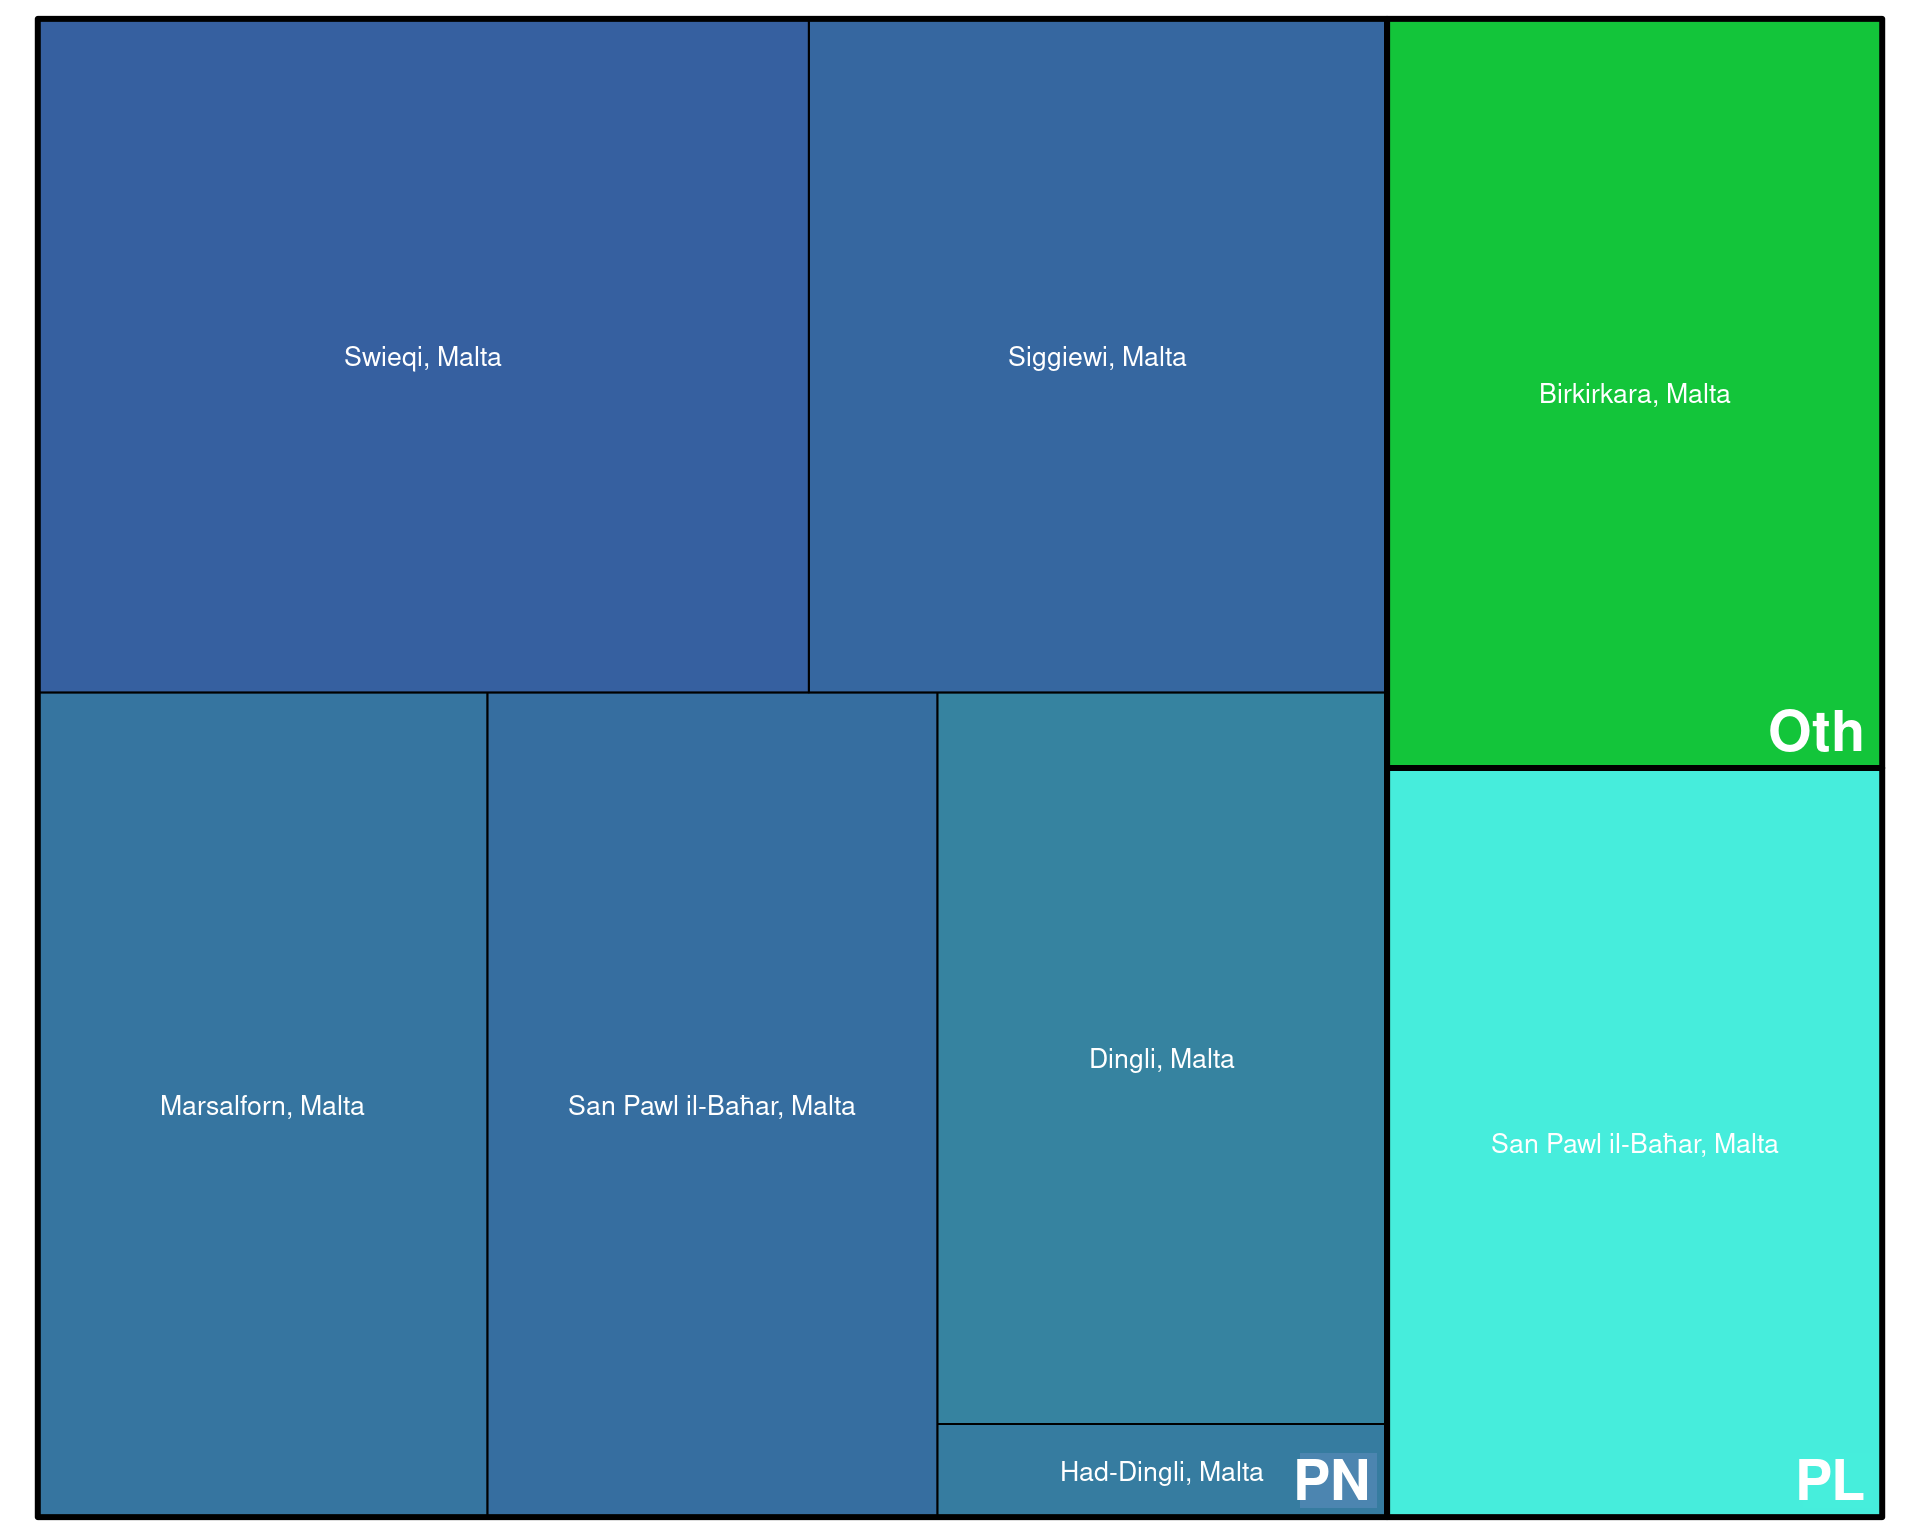 Swieqi, Malta
Siggiewi, Malta
Birkirkara, Malta
Oth
Marsalforn, Malta
San Pawl il-Baħar, Malta
Dingli, Malta
Had-Dingli, Malta
PN
San Pawl il-Baħar, Malta
PL